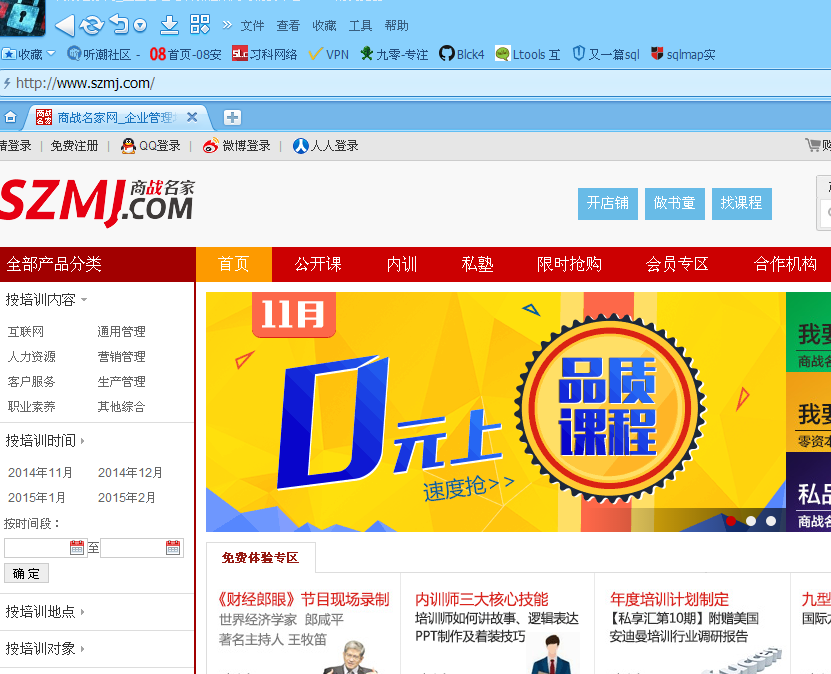 文件 查看 收藏 工具 帮助
收藏 听潮社区 - 08首页-08安 SLC习科网络 VPN 九零-专注 Blck4 Ltools 互 又一篇sql sqlmap实
http://www.szmj.com/
商战名家网_企业管理
登录 | 免费注册 | QQ登录 | 微博登录 | 人人登录
SZMJ.COM 商战名家
开店铺 做书童 找课程
全部产品分类 首页 公开课 内训 私塾 限时抢购 会员专区 合作机构
按培训内容
互联网 通用管理
人力资源 营销管理
客户服务 生产管理
职业素养 其他综合
按培训时间
2014年11月 2014年12月
2015年1月 2015年2月
按时间段：
至
确 定
按培训地点
按培训对象
11月
0元上
品质
课程
速度抢>>
我要
商战名
我要
零资本
私品
商战名
免费体验专区
《财经郎眼》节目现场录制
世界经济学家 郎咸平
著名主持人 王牧笛
内训师三大核心技能
培训师如何讲故事、逻辑表达
PPT制作及着装技巧
年度培训计划制定
【私享汇第10期】附赠美国
安迪曼培训行业调研报告
九型
国际